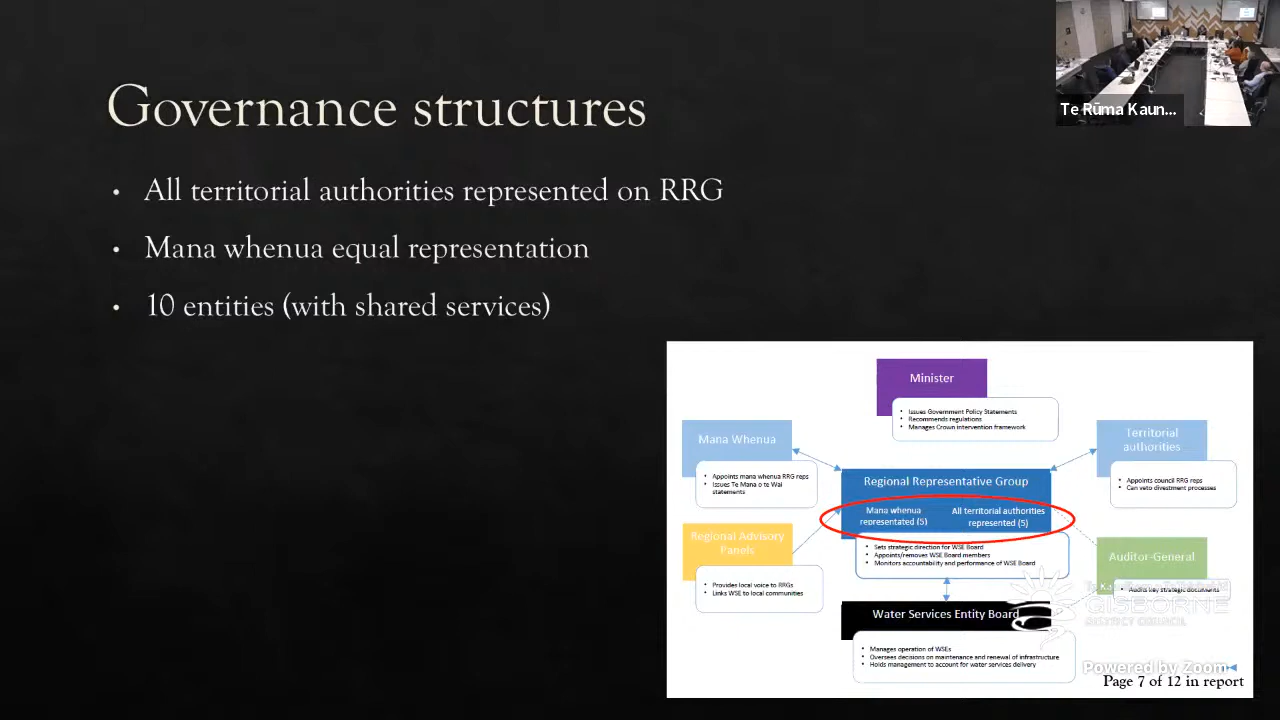 Te Rūma Kaun...
Governance structures
• All territorial authorities represented on RRG
• Mana whenua equal representation
• 10 entities (with shared services)
Minister
• Issues Government Policy Statements
• Recommends regulations
• Manages Crown intervention framework
Mana Whenua
• Appoints mana whenua RRG reps
• Issues Te Mana o te Wai
statements
Territorial
authorities
• Appoints council RRG reps
• Can veto divestment processes
Regional Representative Group
Mana whenua
representated (5)
All territorial authorities
represented (5)
• Sets strategic direction for WSE Board
• Appoints/removes WSE Board members
• Monitors accountability and performance of WSE Board
Regional Advisory
Panels
• Provides local voice to RRGs
• Links WSE to local communities
Auditor-General
• Audits key strategic documents
Water Services Entity Board
• Manages operation of WSEs
• Oversees decisions on maintenance and renewal of infrastructure
• Holds management to account for water services delivery
GISBORNE
DISTRICT COUNCIL
Powered by Zoom
Page 7 of 12 in report